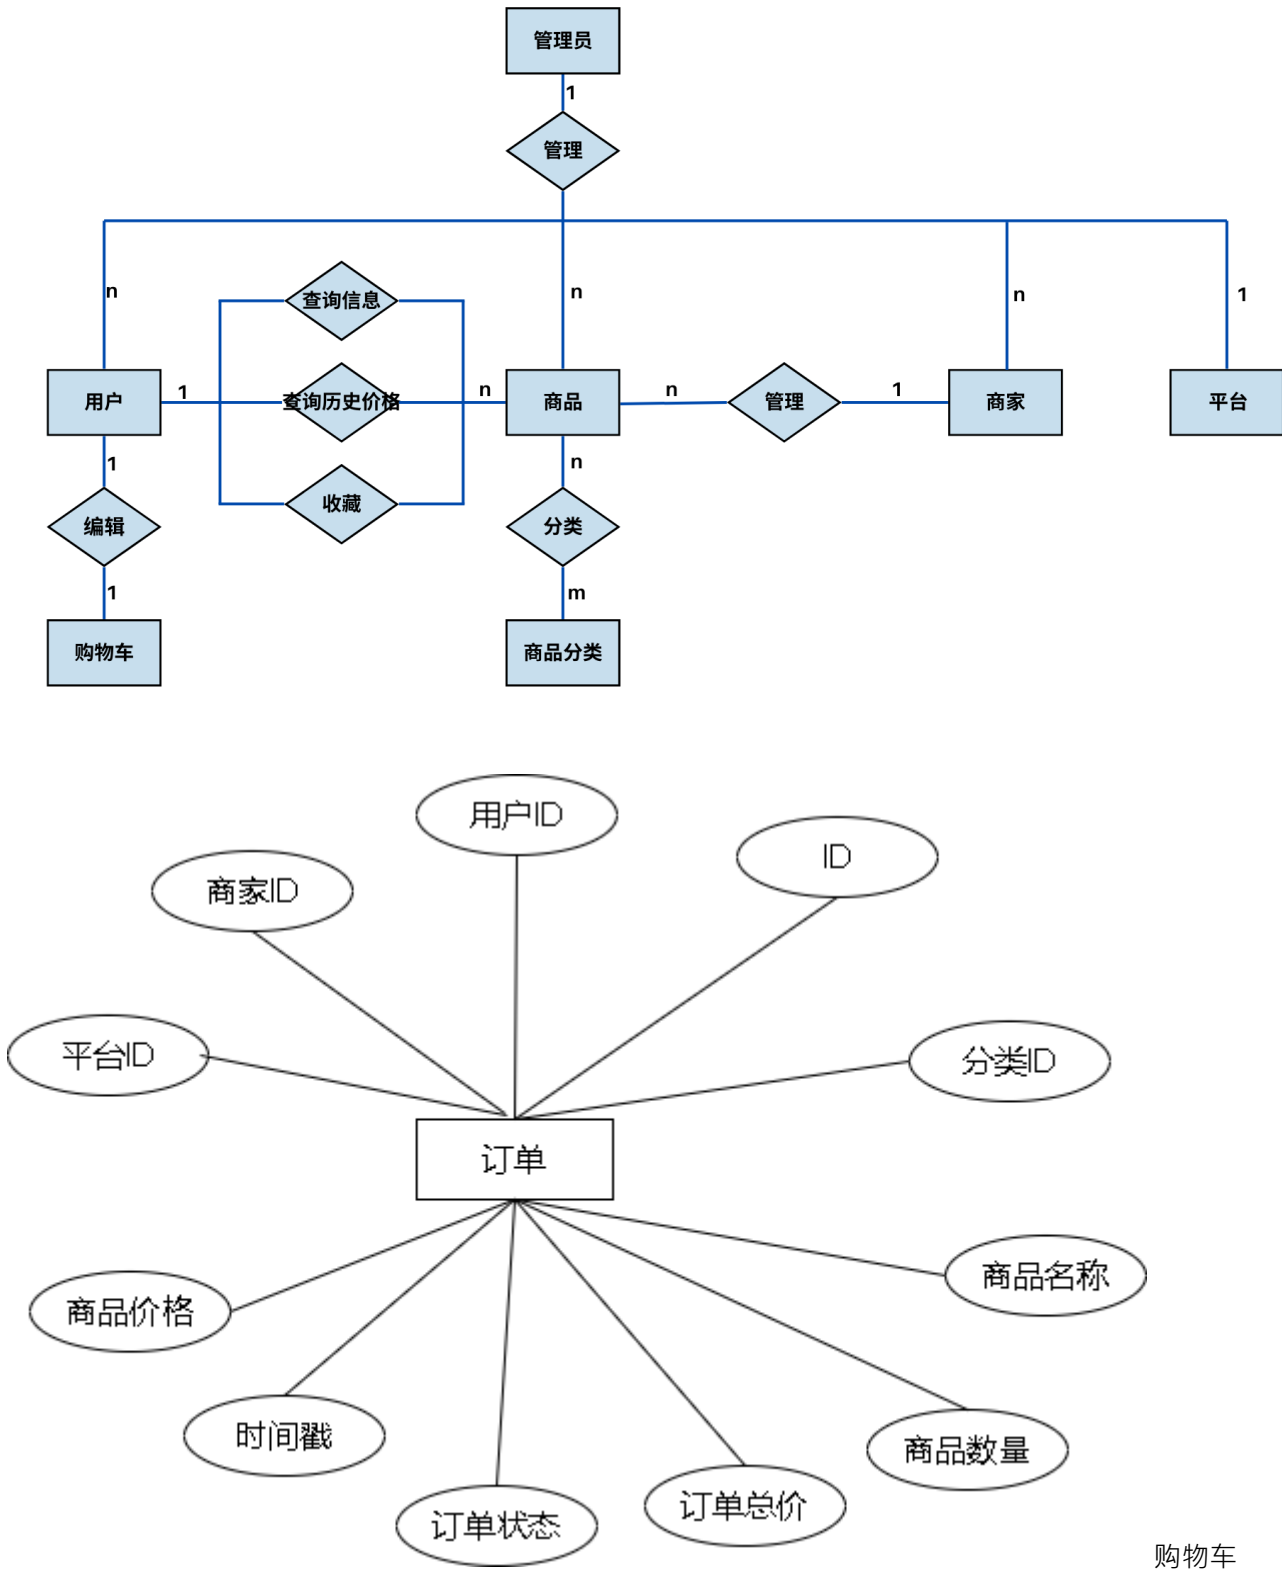 管理员
1
管理
n
n
n
1
查询信息
用户
1
查询历史价格
n
商品
n
管理
1
商家
平台
收藏
1
n
编辑
分类
1
m
购物车
商品分类
用户ID
ID
商家ID
平台ID
分类ID
订单
商品名称
商品价格
时间戳
商品数量
订单总价
订单状态
购物车